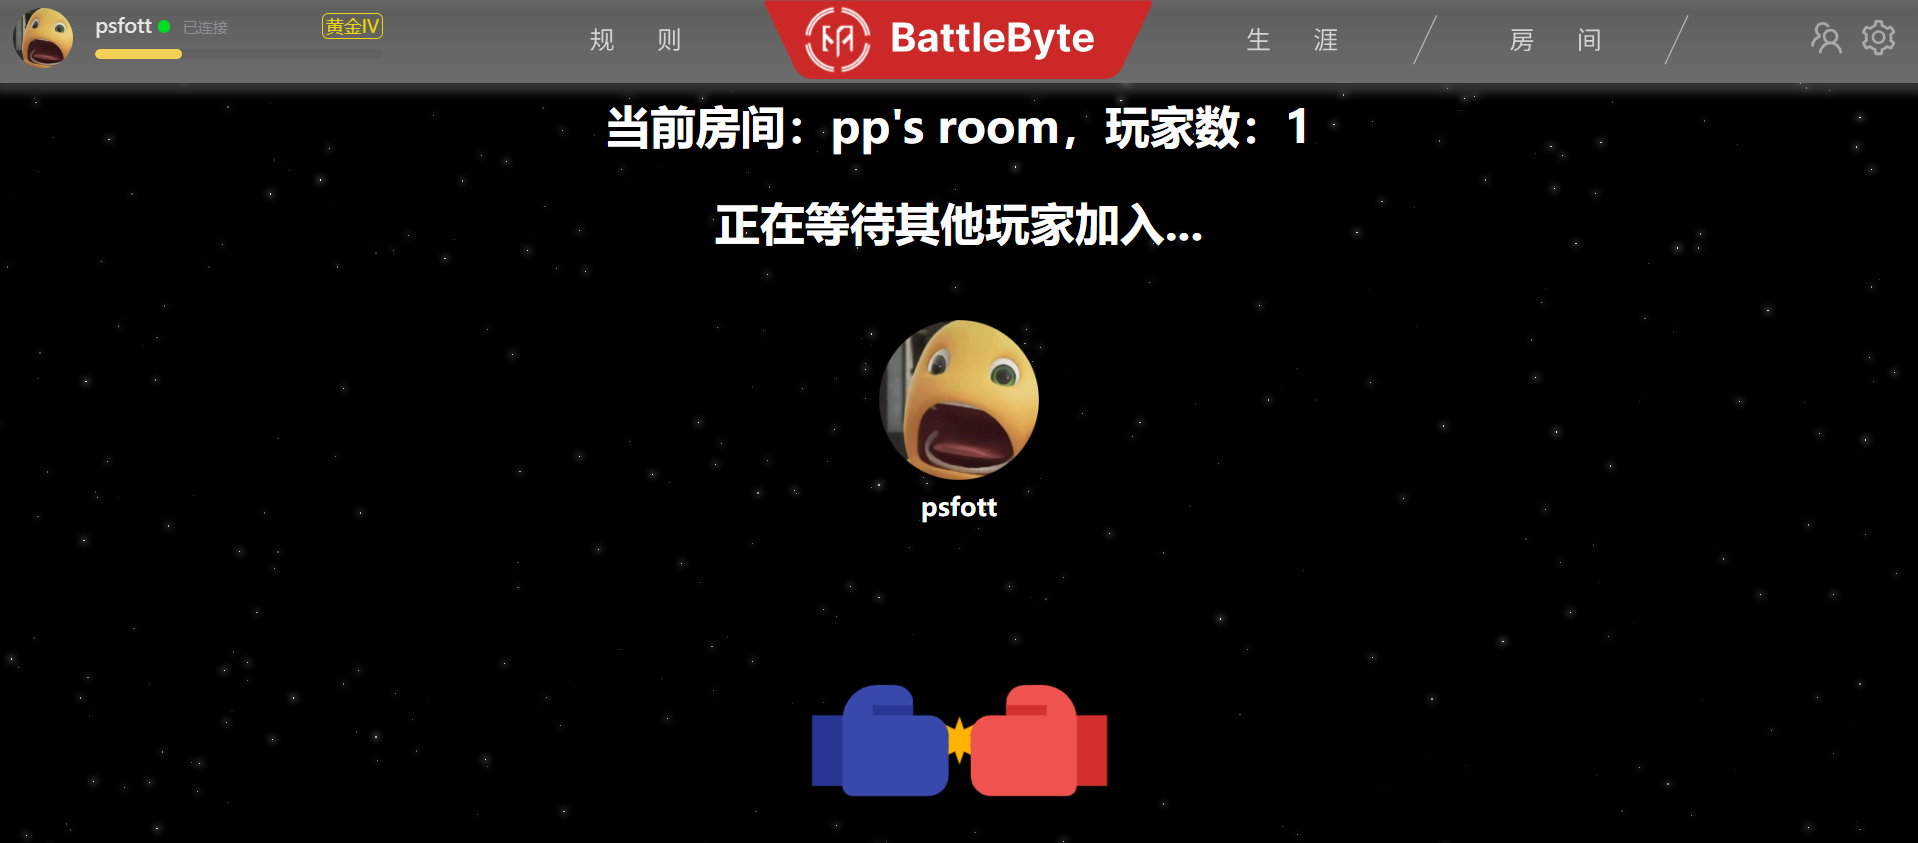 psfott 已连接 黄金IV
规则
BattleByte
生涯
房间
当前房间：pp's room，玩家数：1
正在等待其他玩家加入...
psfott